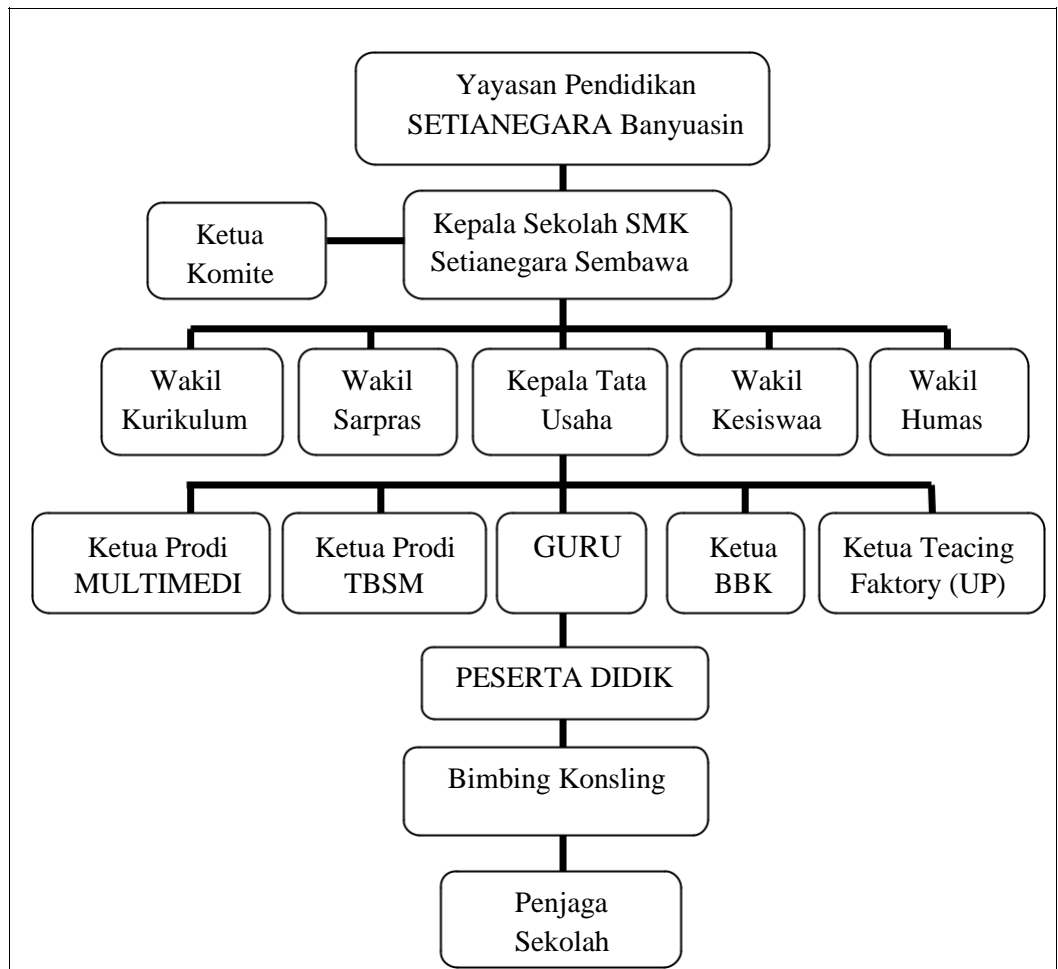 Yayasan Pendidikan
SETIANEGARA Banyuasin
Ketua
Komite
Kepala Sekolah SMK
Setianegara Sembawa
Wakil
Kurikulum
Wakil
Sarpras
Kepala Tata
Usaha
Wakil
Kesiswaa
Wakil
Humas
Ketua Prodi
MULTIMEDI
Ketua Prodi
TBSM
GURU
Ketua
BBK
Ketua Teacing
Faktory (UP)
PESERTA DIDIK
Bimbing Konsling
Penjaga
Sekolah